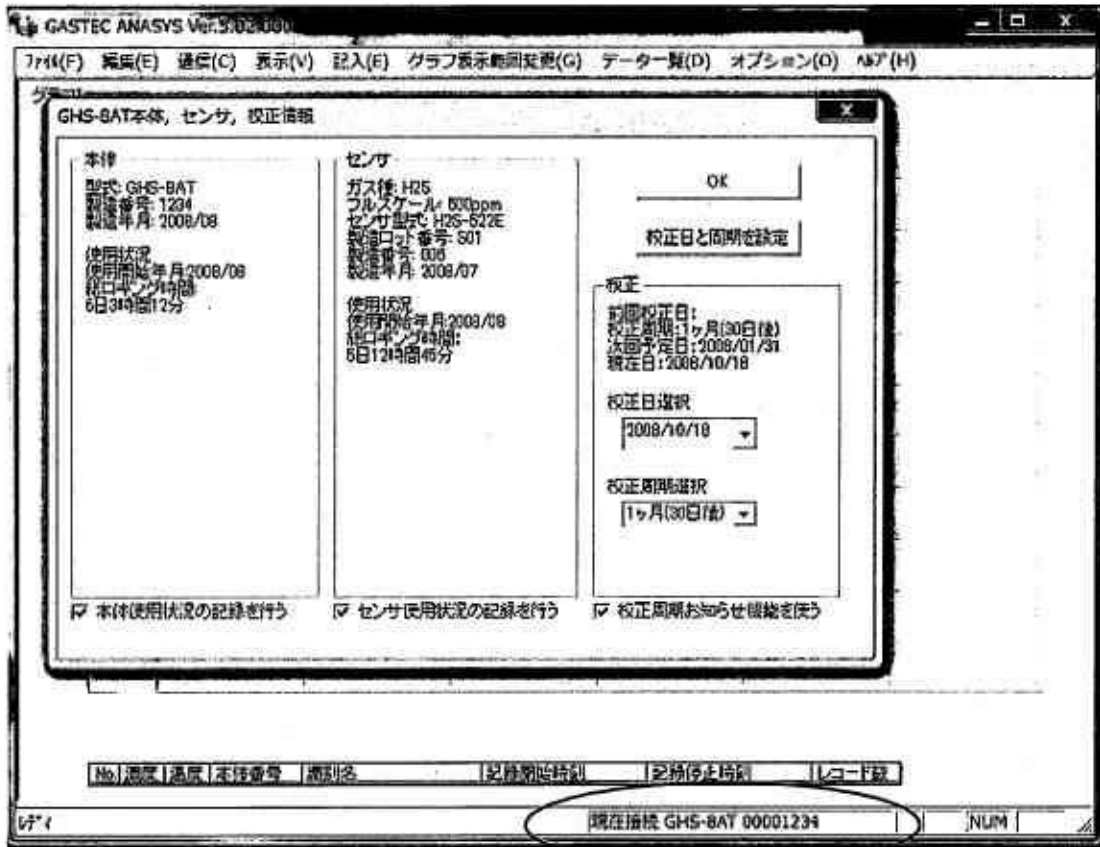 GASTEC ANASYS Ver.
ファイル(F) 編集(E) 通信(C) 表示(V) 記入(E) グラフ表示範囲変更(G) データ一覧(D) オプション(O) ヘルプ(H)
GHS-8AT本体, センサ, 校正情報
本体
型式: GHS-8AT
製造番号: 1234
製造年月: 2008/08
使用状況
使用開始年月2008/08
総ロギング時間
6日3時間12分
本体使用状況の記録を行う
センサ
ガス種: H2S
フルスケール: 500ppm
センサ型式: H2S-622E
製造ロット番号: S01
製造番号: 006
製造年月: 2008/07
使用状況
使用開始年月:2008/08
総ロギング時間:
6日12時間45分
センサ使用状況の記録を行う
OK
校正日と周期を設定
校正
前回校正日:
校正周期:1ヶ月(30日後)
次回予定日:2008/01/31
現在日:2008/10/18
校正日選択
2008/10/18
校正周期選択
1ヶ月(30日後)
校正周期お知らせ機能を使う
No. 濃度 温度 本体番号 識別名 記録開始時刻 記録停止時刻 レコード数
レディ 現在接続 GHS-8AT 00001234 NUM